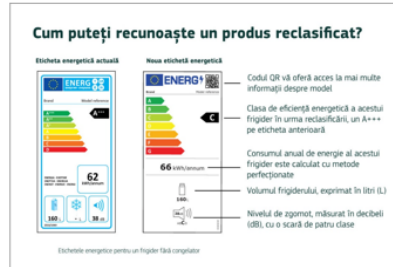 Cum puteți recunoaște un produs reclasificat?
Eticheta energetică actuală
Noua etichetă energetică
ENERG
A+++
62
kWh/annum
160 L
- L
38 dB
ENERG
A
B
C
D
E
F
G
C
66 kWh/annum
160 L
Codul QR vă oferă acces la mai multe
informații despre model
Clasa de eficiență energetică a acestui
frigider în urma reclasificării, un A+++
pe eticheta anterioară
Consumul anual de energie al acestui
frigider este calculat cu metode
perfecționate
Volumul frigiderului, exprimat în litri (L)
Nivelul de zgomot, măsurat în decibeli
(dB), cu o scară de patru clase
Etichetele energetice pentru un frigider fără congelator